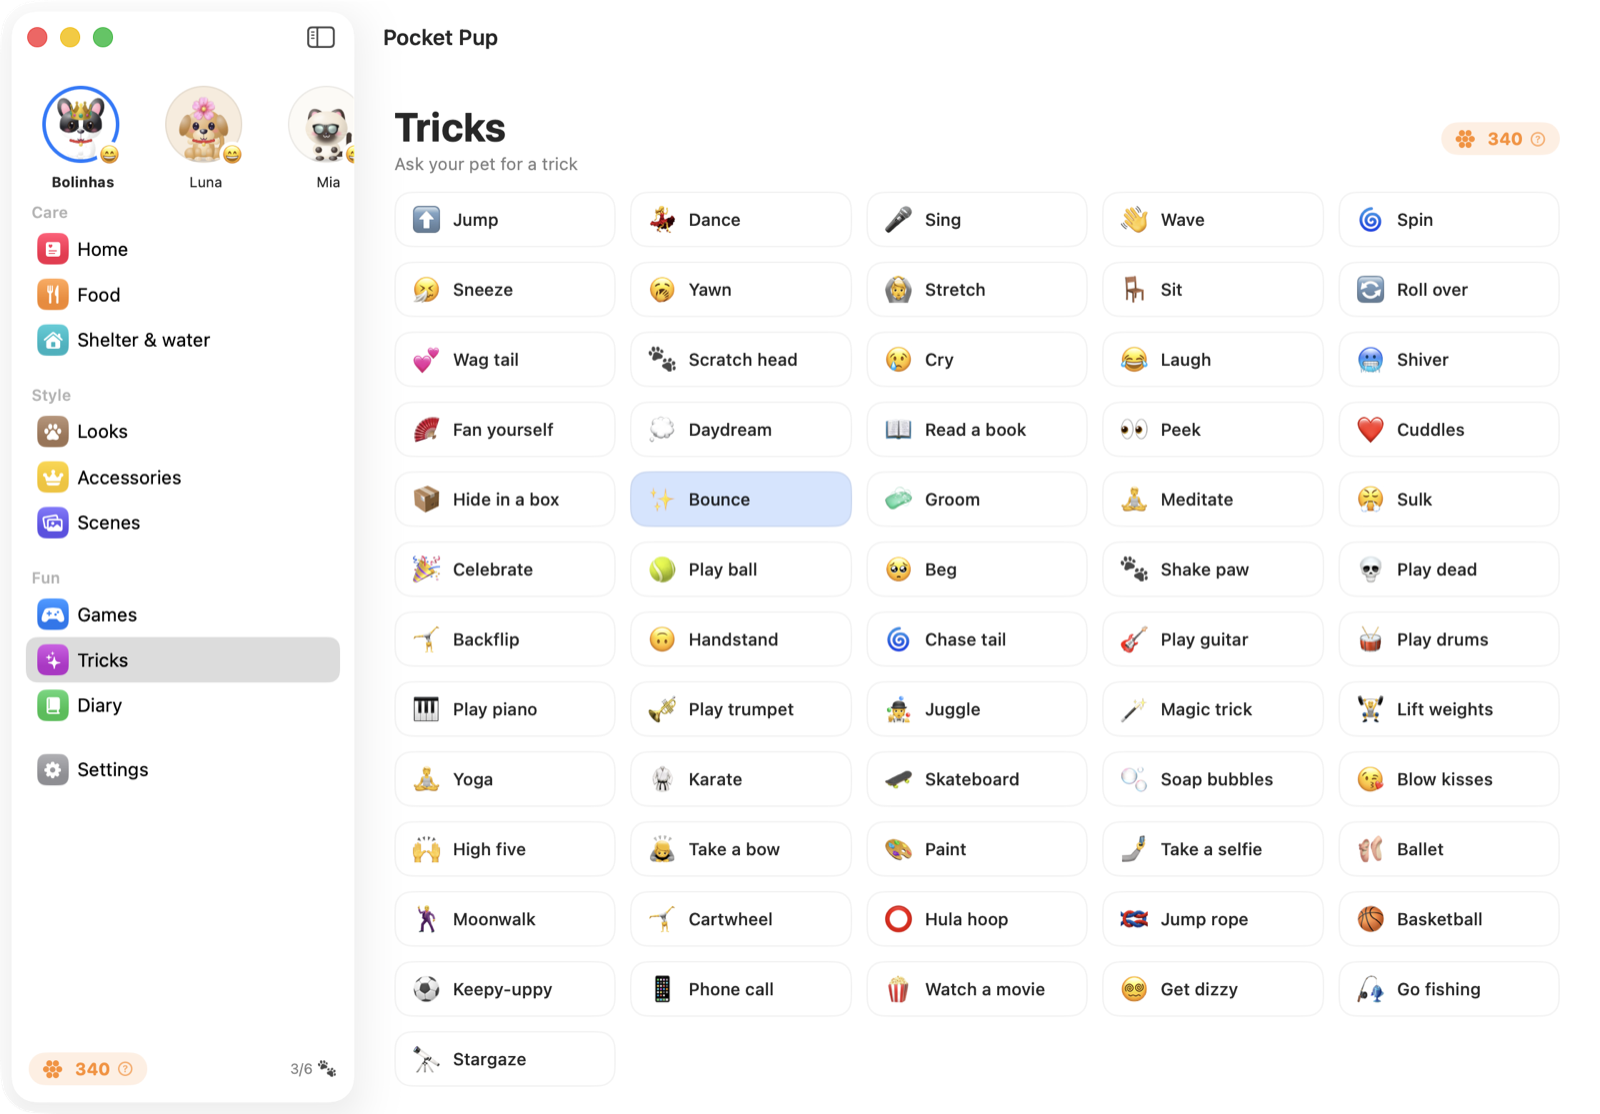 Pocket Pup
Bolinhas
Luna
Mia
Care
Home
Food
Shelter & water
Style
Looks
Accessories
Scenes
Fun
Games
Tricks
Diary
Settings
340 ?
3/6
Tricks
Ask your pet for a trick
340 ?
Jump Dance Sing Wave Spin
Sneeze Yawn Stretch Sit Roll over
Wag tail Scratch head Cry Laugh Shiver
Fan yourself Daydream Read a book Peek Cuddles
Hide in a box Bounce Groom Meditate Sulk
Celebrate Play ball Beg Shake paw Play dead
Backflip Handstand Chase tail Play guitar Play drums
Play piano Play trumpet Juggle Magic trick Lift weights
Yoga Karate Skateboard Soap bubbles Blow kisses
High five Take a bow Paint Take a selfie Ballet
Moonwalk Cartwheel Hula hoop Jump rope Basketball
Keepy-uppy Phone call Watch a movie Get dizzy Go fishing
Stargaze